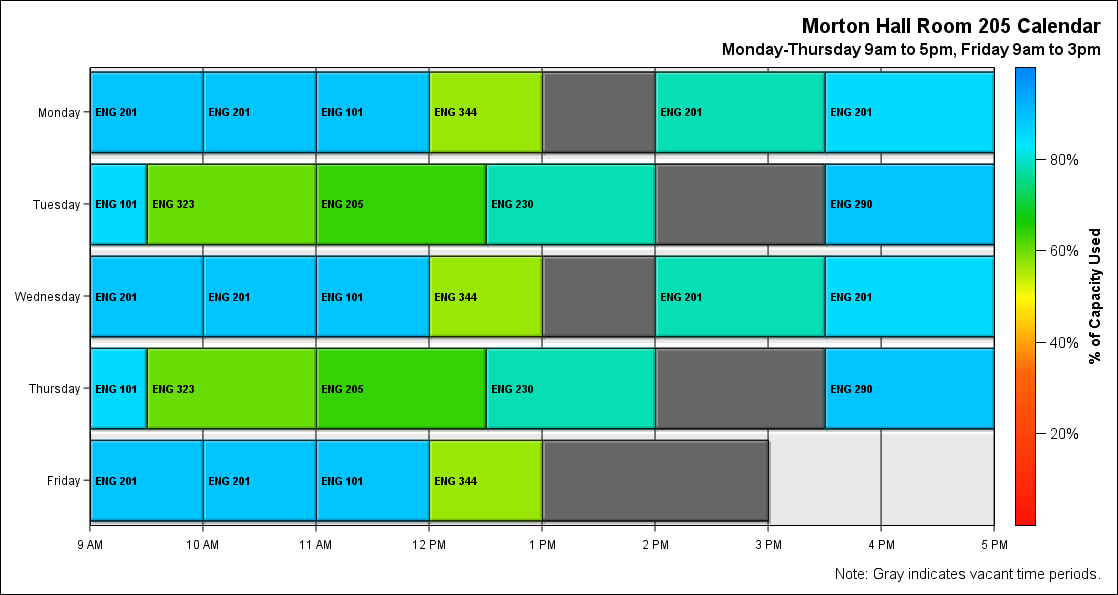 Morton Hall Room 205 Calendar
Monday-Thursday 9am to 5pm, Friday 9am to 3pm
Monday ENG 201 ENG 201 ENG 101 ENG 344 ENG 201 ENG 201
Tuesday ENG 101 ENG 323 ENG 205 ENG 230 ENG 290
Wednesday ENG 201 ENG 201 ENG 101 ENG 344 ENG 201 ENG 201
Thursday ENG 101 ENG 323 ENG 205 ENG 230 ENG 290
Friday ENG 201 ENG 201 ENG 101 ENG 344
9 AM 10 AM 11 AM 12 PM 1 PM 2 PM 3 PM 4 PM 5 PM
80%
60%
40%
20%
% of Capacity Used
Note: Gray indicates vacant time periods.